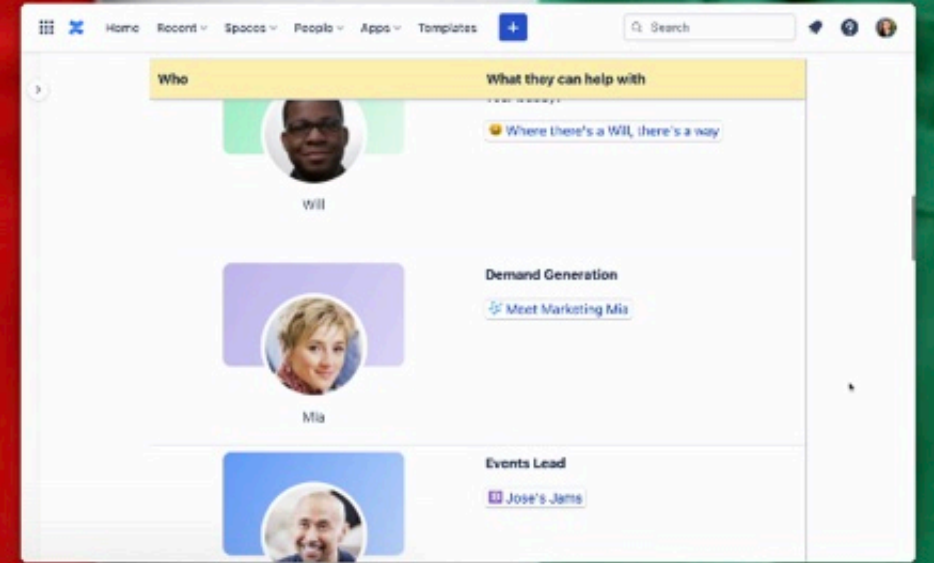 Home Recent Spaces People Apps Templates + Search
Who What they can help with
Where there's a Will, there's a way
Will
Demand Generation
Meet Marketing Mia
Mia
Events Lead
Jose's Jams